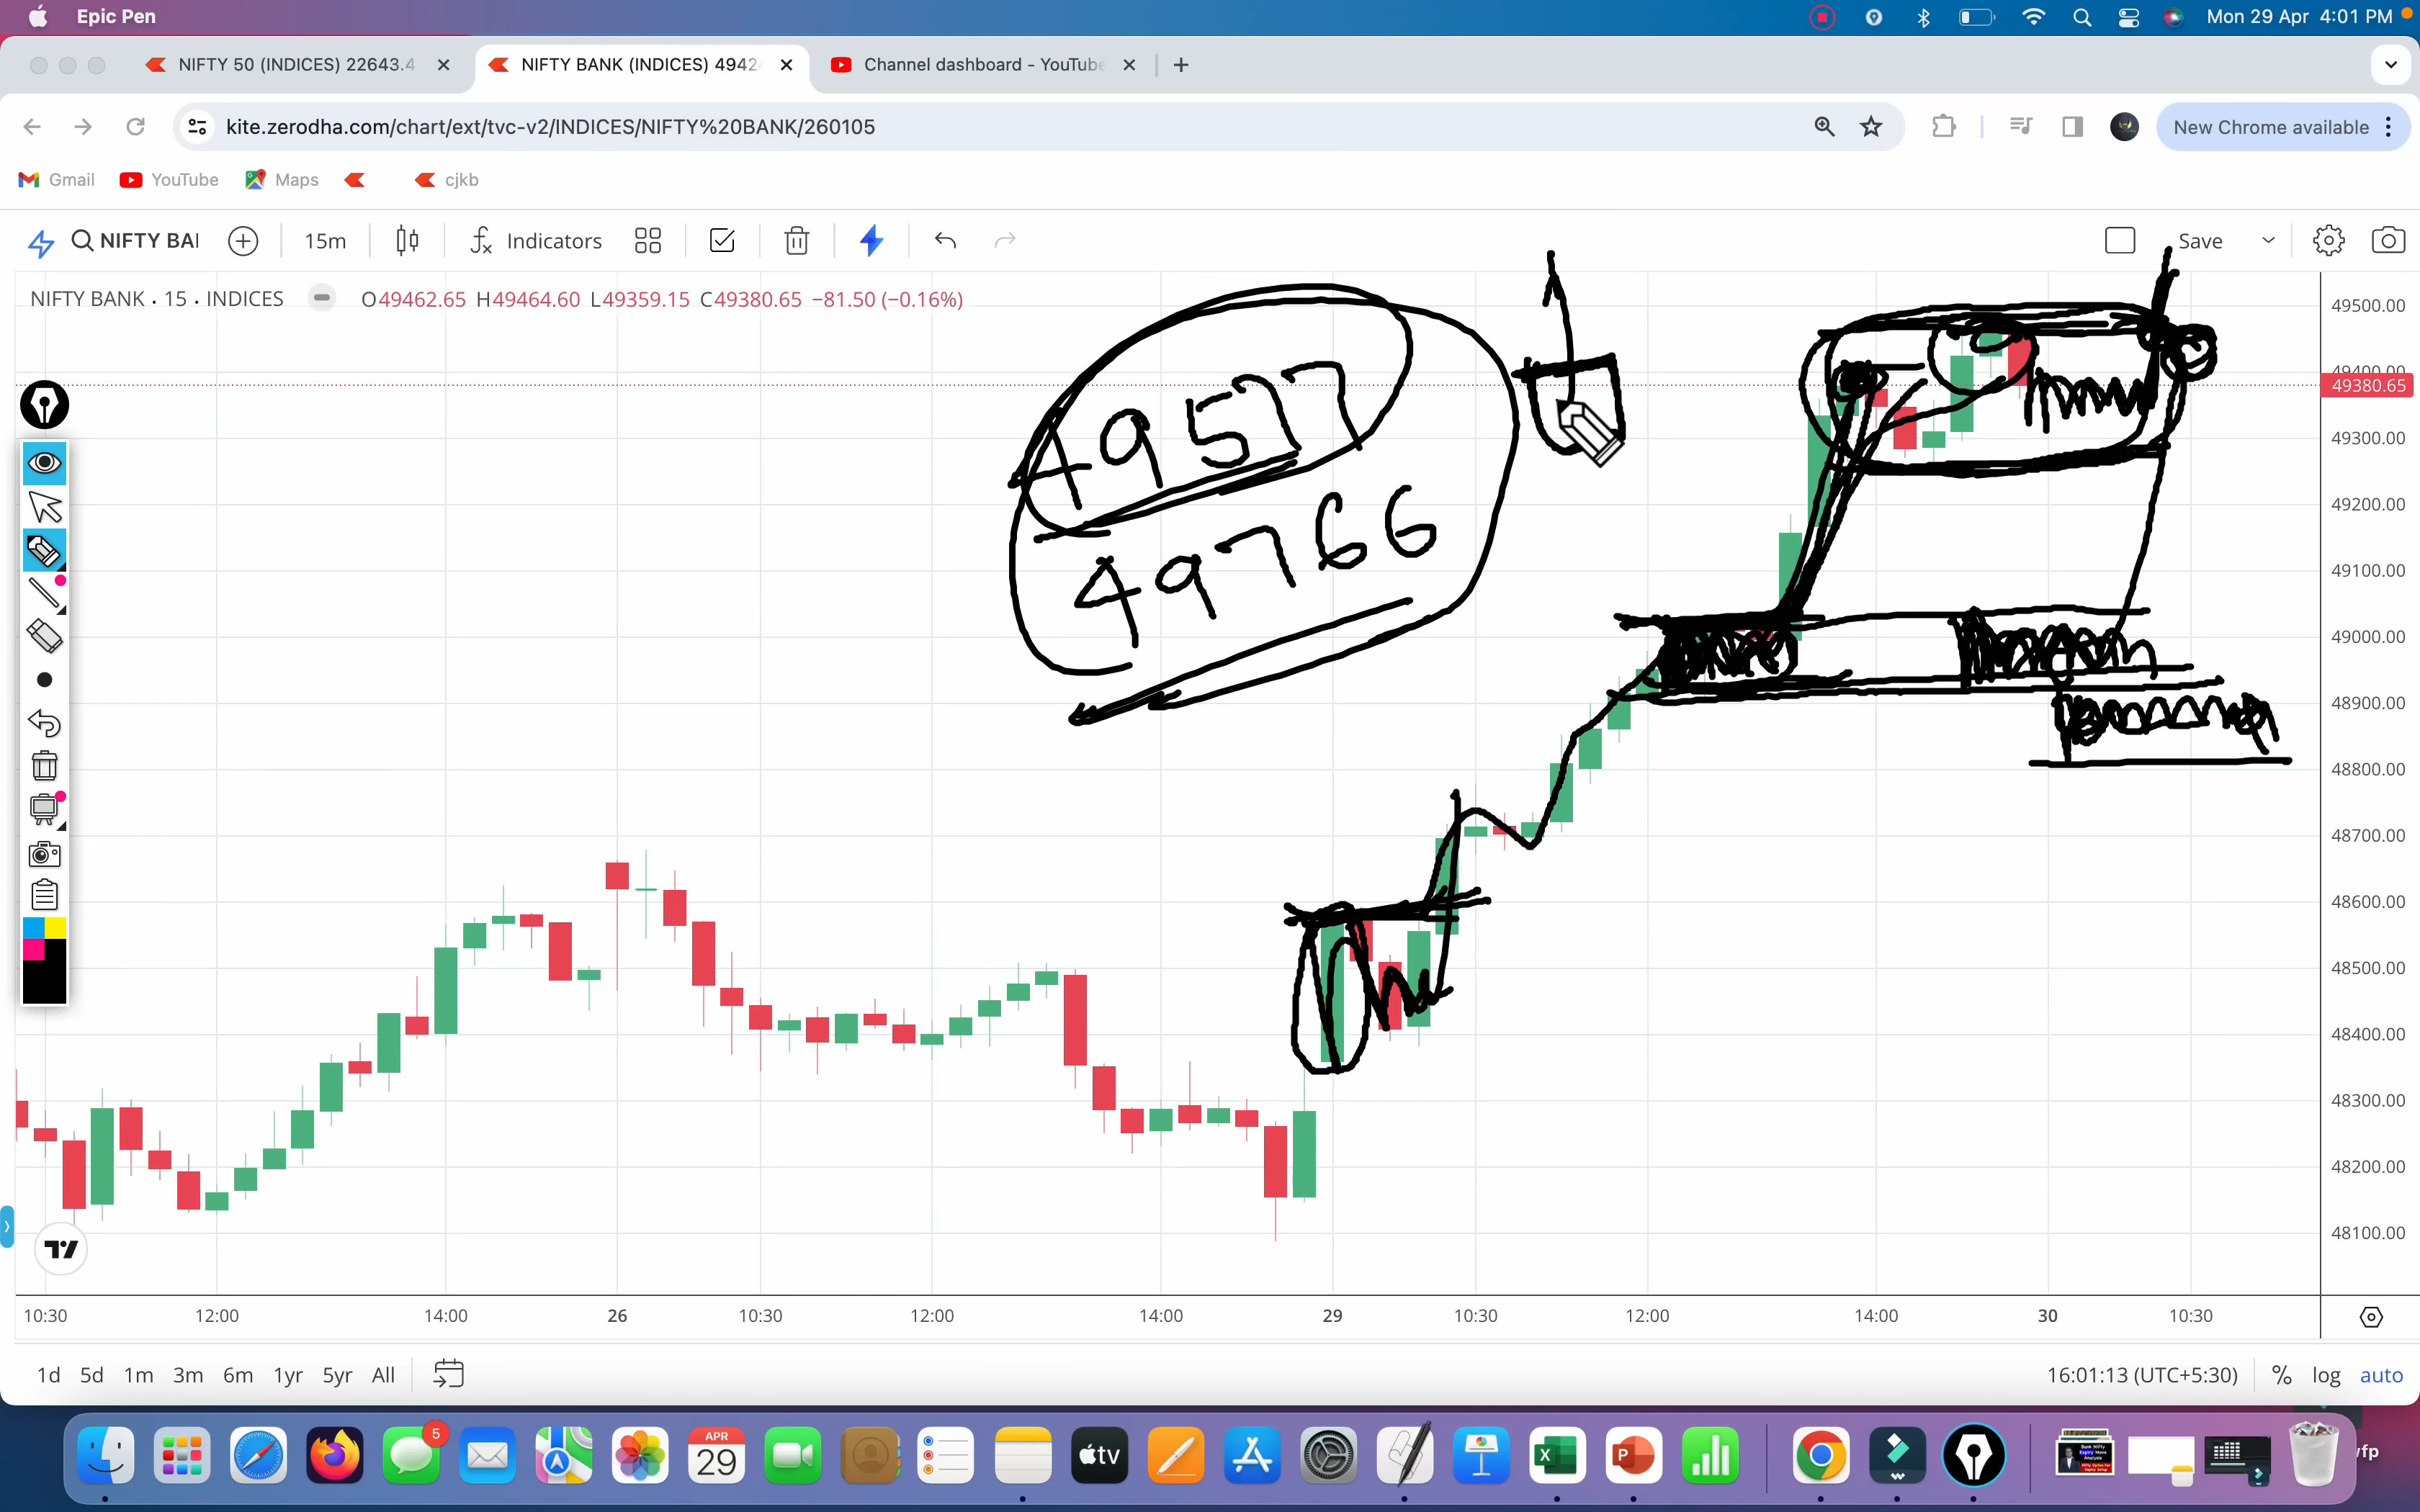 Epic Pen
Mon 29 Apr 4:01 PM
NIFTY 50 (INDICES) 22643.4
NIFTY BANK (INDICES) 4942
Channel dashboard - YouTube
kite.zerodha.com/chart/ext/tvc-v2/INDICES/NIFTY%20BANK/260105
New Chrome available
Gmail
YouTube
Maps
cjkb
NIFTY BAI
15m
Indicators
Save
NIFTY BANK · 15 · INDICES
O49462.65 H49464.60 L49359.15 C49380.65 −81.50 (−0.16%)
49577
49766
49500.00
49400.00
49380.65
49300.00
49200.00
49100.00
49000.00
48900.00
48800.00
48700.00
48600.00
48500.00
48400.00
48300.00
48200.00
48100.00
10:30 12:00 14:00 26 10:30 12:00 14:00 29 10:30 12:00 14:00 30 10:30
1d 5d 1m 3m 6m 1yr 5yr All
16:01:13 (UTC+5:30) % log auto
5
APR
29
tv